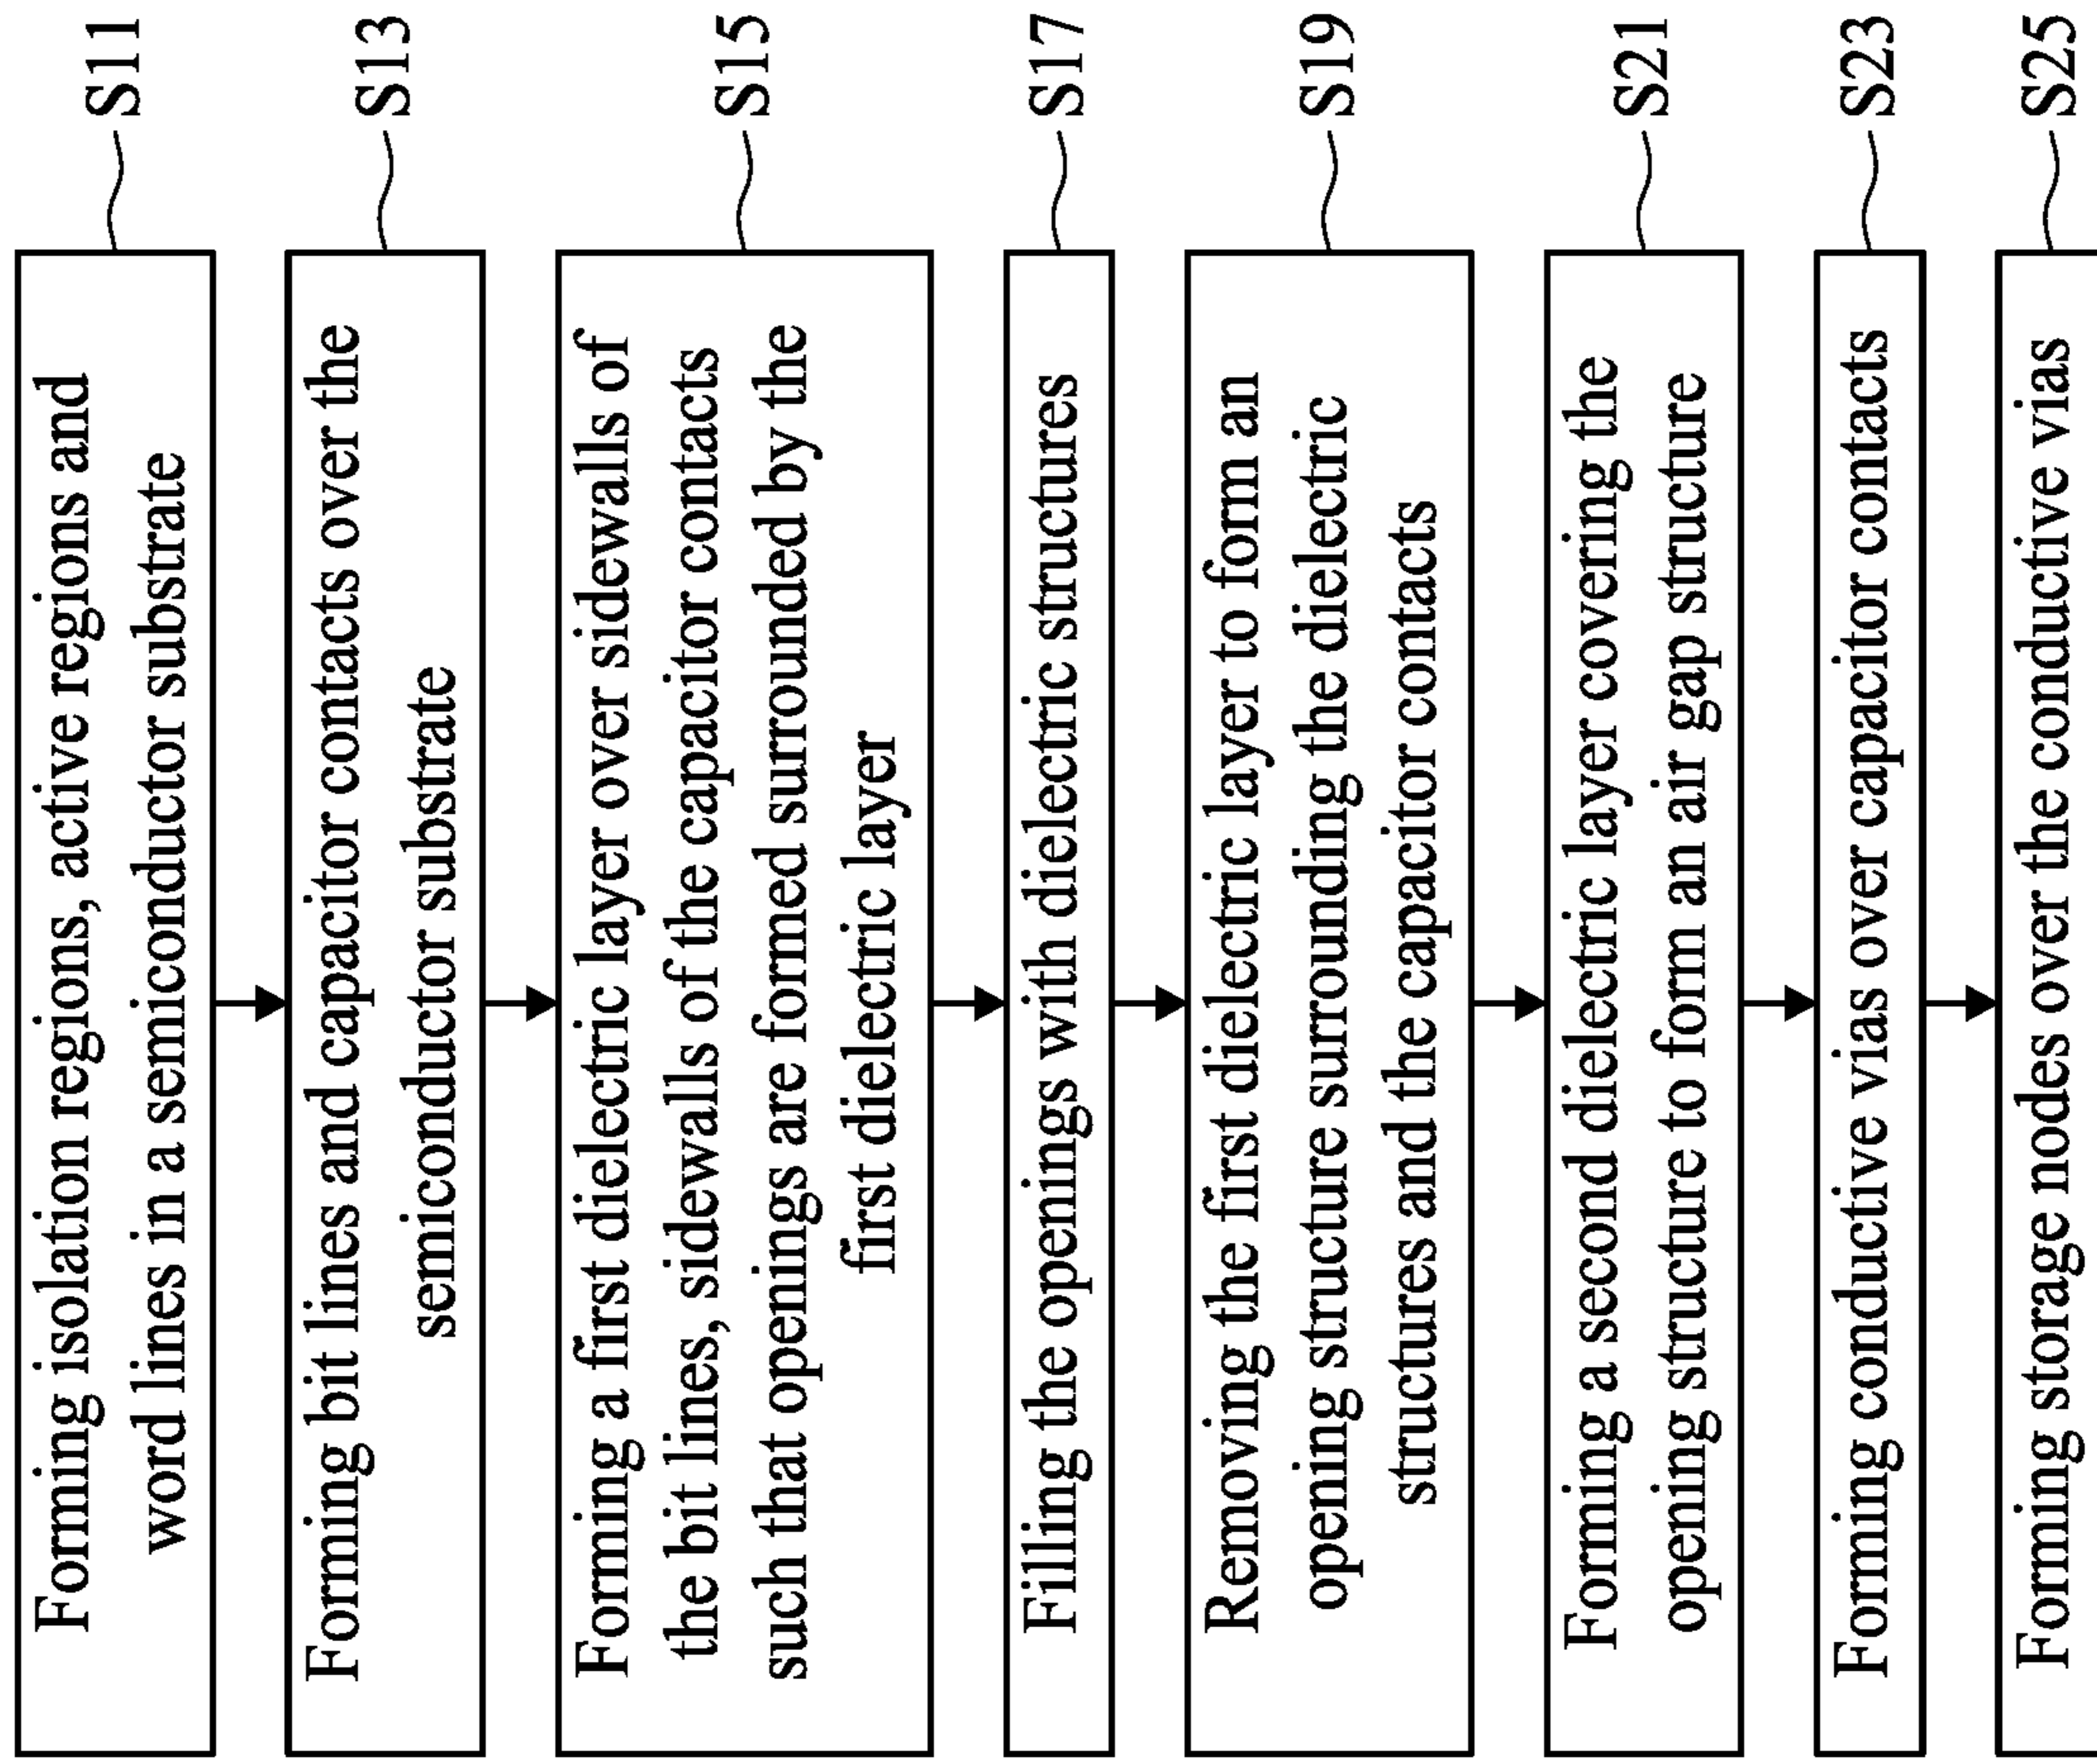 Forming isolation regions, active regions and
word lines in a semiconductor substrate
S11
Forming bit lines and capacitor contacts over the
semiconductor substrate
S13
Forming a first dielectric layer over sidewalls of
the bit lines, sidewalls of the capacitor contacts
such that openings are formed surrounded by the
first dielectric layer
S15
Filling the openings with dielectric structures
S17
Removing the first dielectric layer to form an
opening structure surrounding the dielectric
structures and the capacitor contacts
S19
Forming a second dielectric layer covering the
opening structure to form an air gap structure
S21
Forming conductive vias over capacitor contacts
S23
Forming storage nodes over the conductive vias
S25